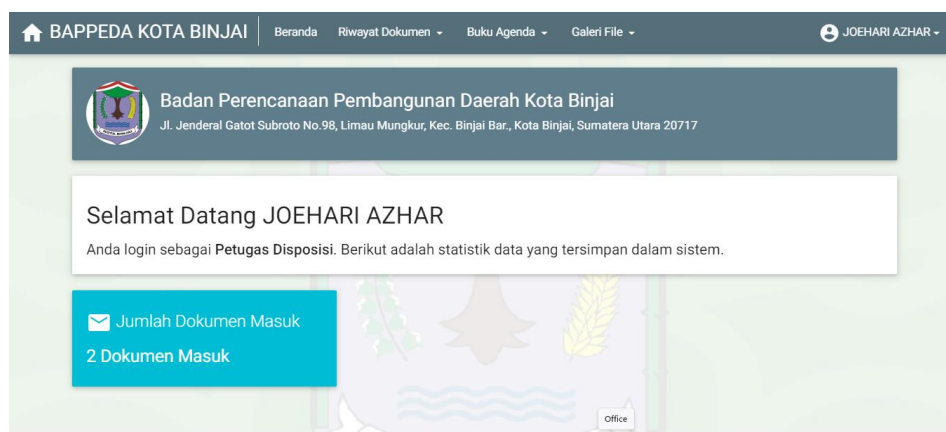 BAPPEDA KOTA BINJAI Beranda Riwayat Dokumen Buku Agenda Galeri File JOEHARI AZHAR
Badan Perencanaan Pembangunan Daerah Kota Binjai
Jl. Jenderal Gatot Subroto No.98, Limau Mungkur, Kec. Binjai Bar., Kota Binjai, Sumatera Utara 20717
Selamat Datang JOEHARI AZHAR
Anda login sebagai Petugas Disposisi. Berikut adalah statistik data yang tersimpan dalam sistem.
Jumlah Dokumen Masuk
2 Dokumen Masuk
Office